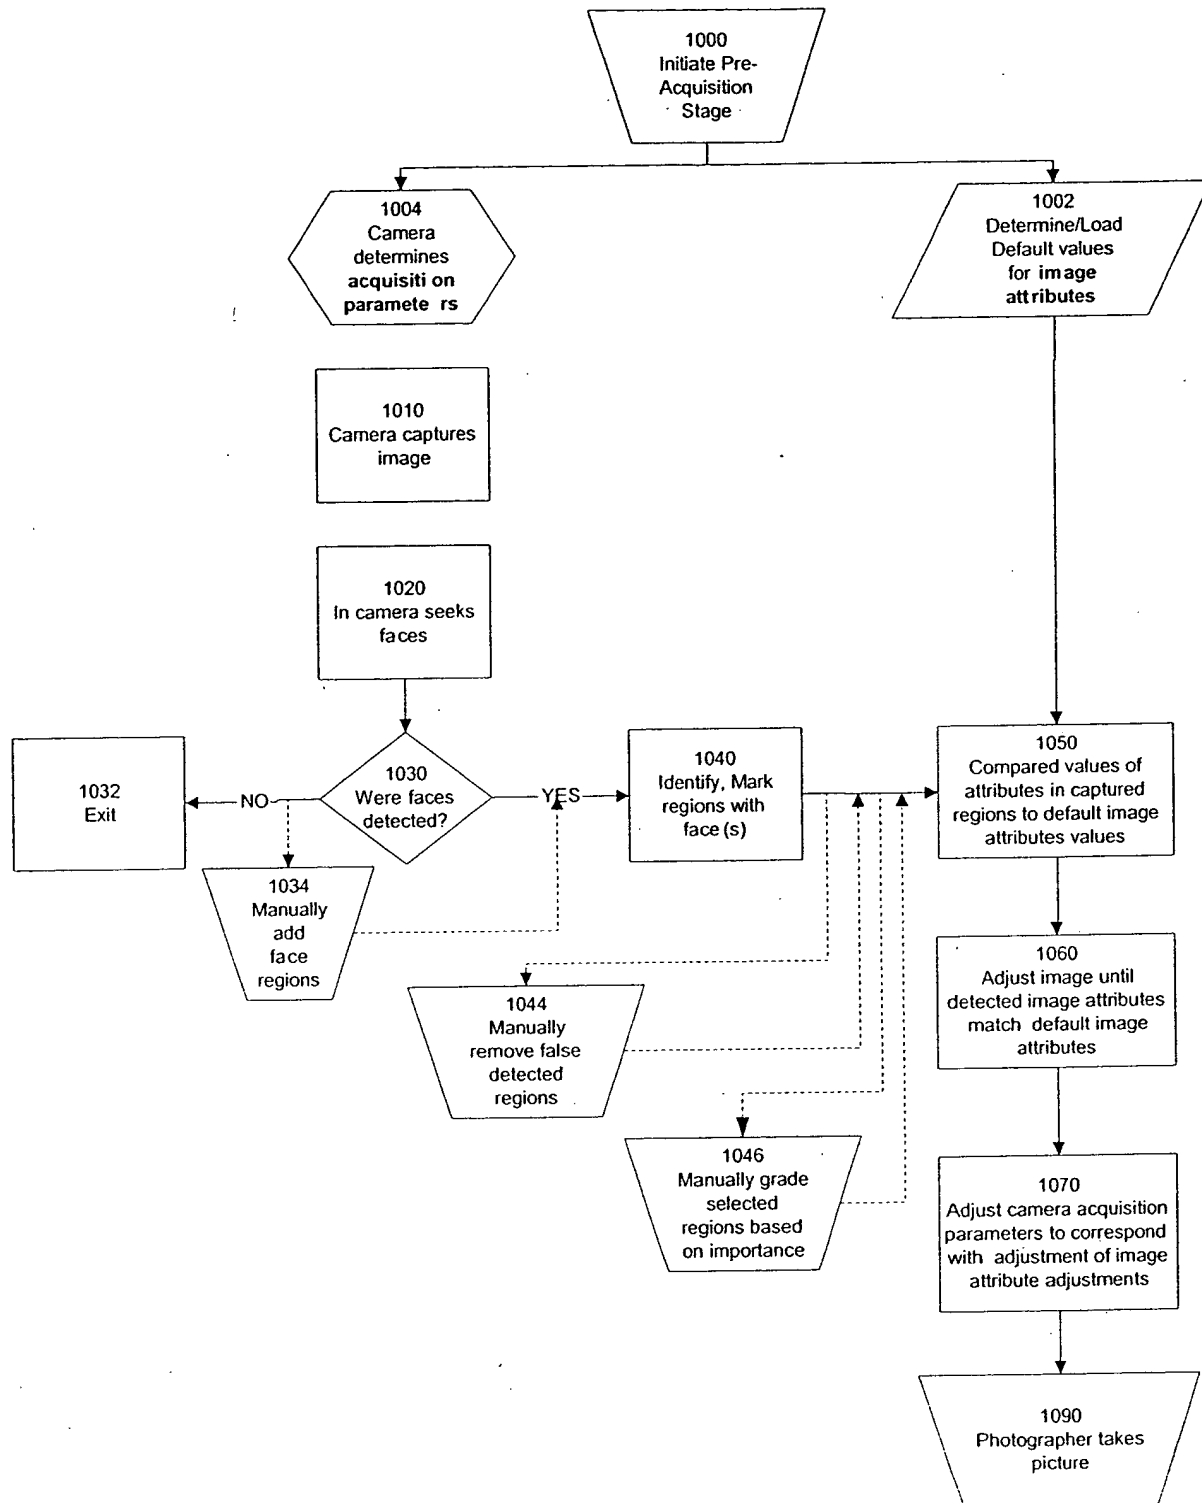 1000
Initiate Pre-
Acquisition
Stage
1004
Camera
determines
acquisiti on
paramete rs
1002
Determine/Load
Default values
for image
attributes
1010
Camera captures
image
1020
In camera seeks
faces
1032
Exit
NO
1030
Were faces
detected?
YES
1040
Identify, Mark
regions with
face (s)
1050
Compared values of
attributes in captured
regions to default image
attributes values
1034
Manually
add
face
regions
1044
Manually
remove false
detected
regions
1060
Adjust image until
detected image attributes
match default image
attributes
1046
Manually grade
selected
regions based
on importance
1070
Adjust camera acquisition
parameters to correspond
with adjustment of image
attribute adjustments
1090
Photographer takes
picture